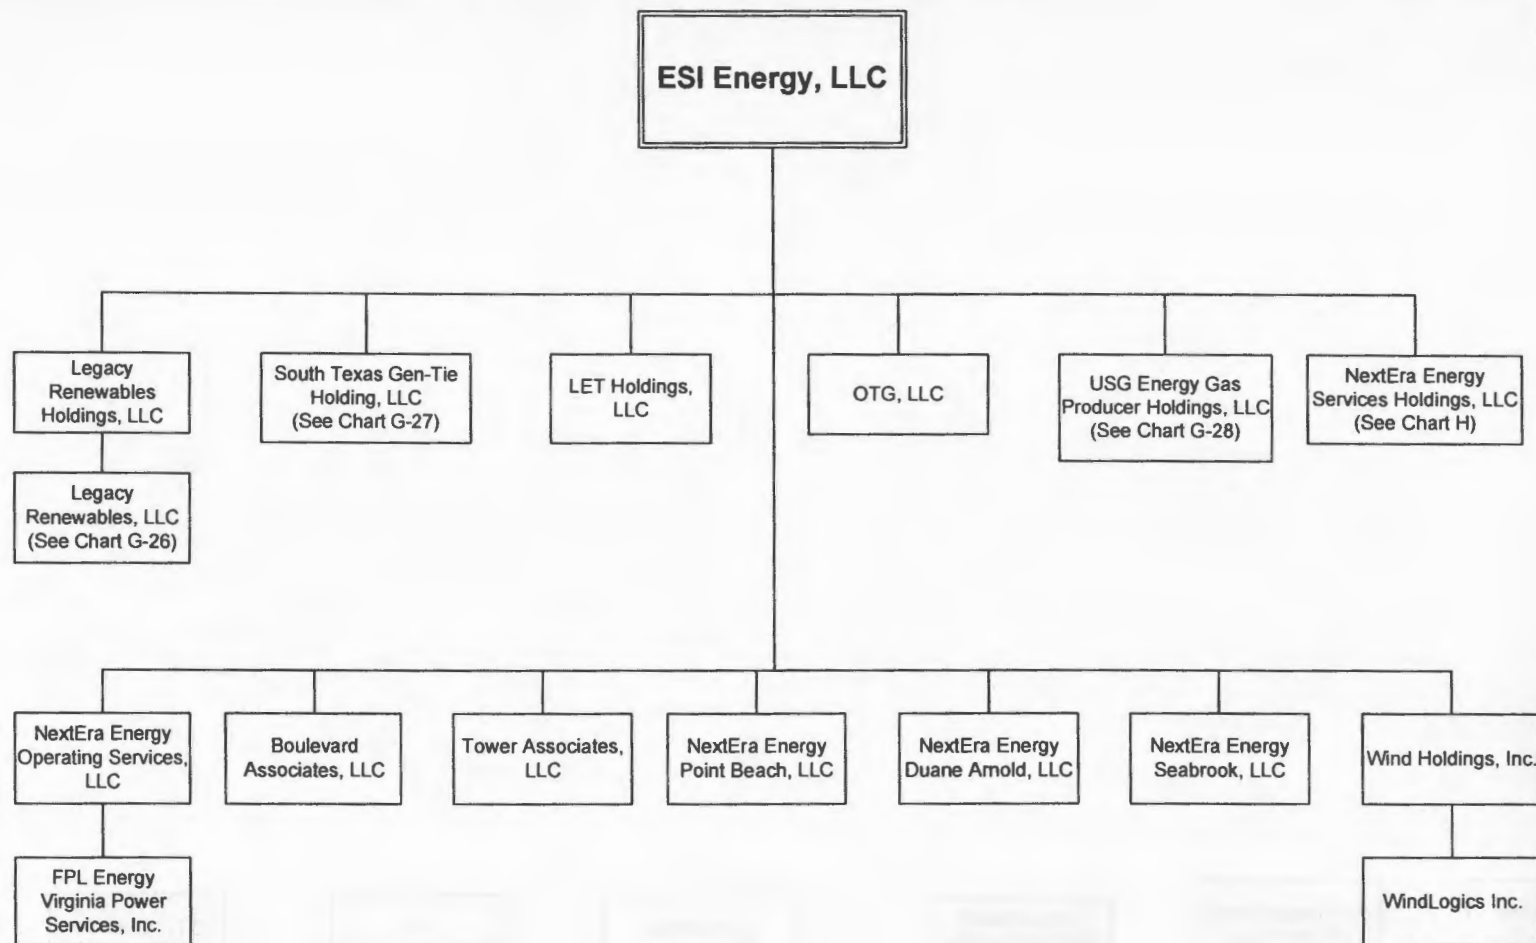 ESI Energy, LLC
Legacy
Renewables
Holdings, LLC
South Texas Gen-Tie
Holding, LLC
(See Chart G-27)
LET Holdings,
LLC
OTG, LLC
USG Energy Gas
Producer Holdings, LLC
(See Chart G-28)
NextEra Energy
Services Holdings, LLC
(See Chart H)
Legacy
Renewables, LLC
(See Chart G-26)
NextEra Energy
Operating Services,
LLC
Boulevard
Associates, LLC
Tower Associates,
LLC
NextEra Energy
Point Beach, LLC
NextEra Energy
Duane Arnold, LLC
NextEra Energy
Seabrook, LLC
Wind Holdings, Inc.
FPL Energy
Virginia Power
Services, Inc.
WindLogics Inc.